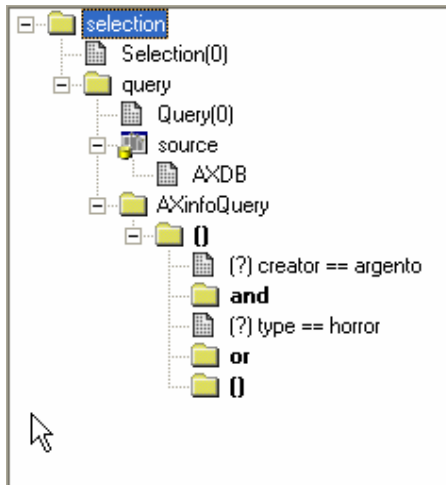 selection
Selection(0)
query
Query(0)
source
AXDB
AXinfoQuery
()
(?) creator == argento
and
(?) type == horror
or
()